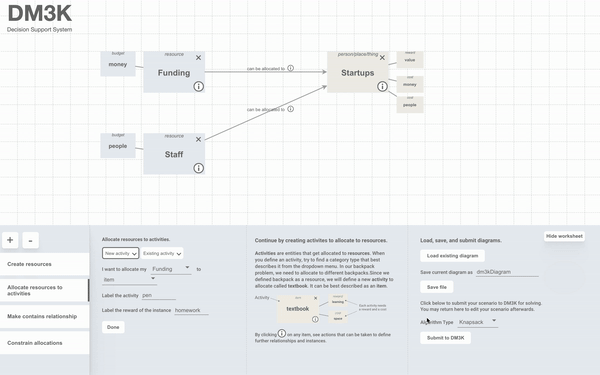 DM3K
Decision Support System
budget
money
resource
Funding
can be allocated to
person/place/thing
Startups
value
cost
money
cost
people
can be allocated to
budget
people
resource
Staff
Hide worksheet
+ -
Create resources
Allocate resources to
activities
Make contains relationship
Constrain allocations
Allocate resources to activities.
New activity Existing activity
I want to allocate my Funding to
Item
Label the activity pen
Label the reward of the instance homework
Done
Continue by creating activites to allocate to resources.
Activities are entities that get allocated to resources. When
you define an activity, try to find a category type that best
describes it from the dropdown menu. In our backpack
problem, we need to allocate to different backpacks. Since we
defined backpack as a resource, we will define a new activity to
allocate called textbook. It can be best described as an item.
Activity
textbook
learning
By clicking on any item, see actions that can be taken to define
further relationships and instances.
Load, save, and submit diagrams.
Load existing diagram
Save current diagram as dm3kDiagram
Save file
Click below to submit your scenario to DM3K for solving.
You may return here to edit your scenario afterwards.
Algorithm Type Knapsack
Submit to DM3K